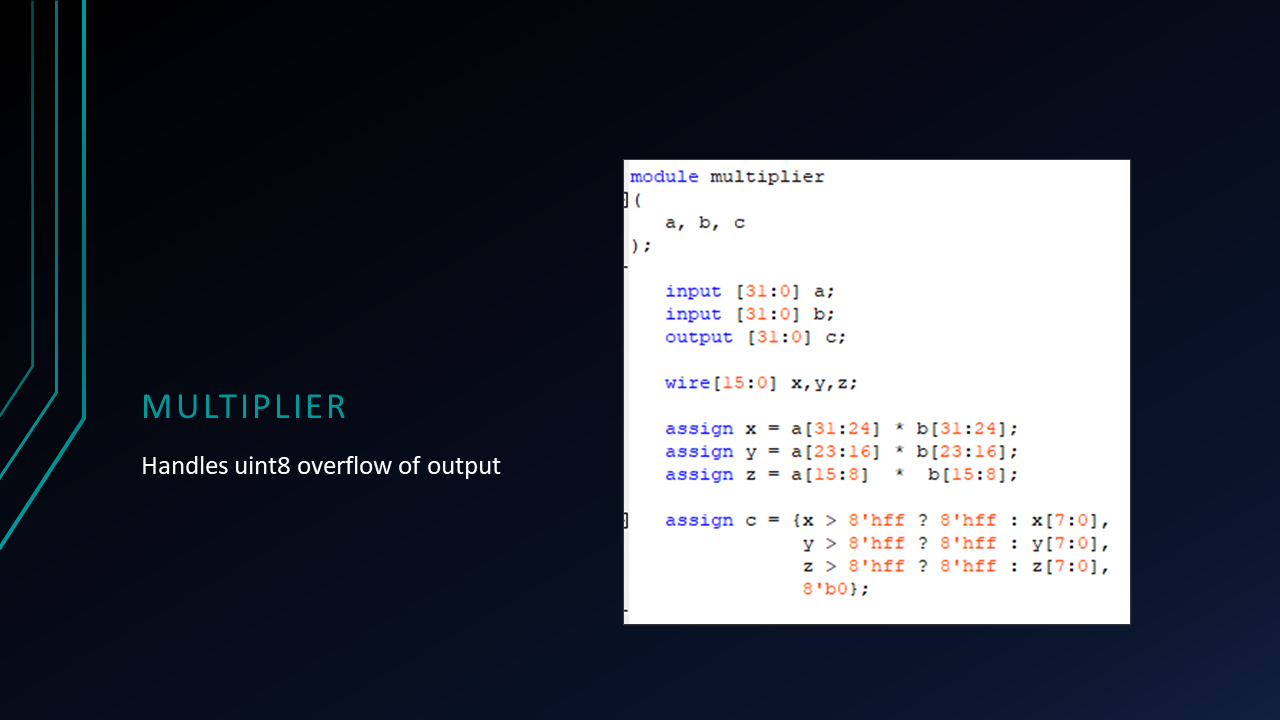 MULTIPLIER
Handles uint8 overflow of output
module multiplier
(
a, b, c
);
input [31:0] a;
input [31:0] b;
output [31:0] c;
wire[15:0] x,y,z;
assign x = a[31:24] * b[31:24];
assign y = a[23:16] * b[23:16];
assign z = a[15:8]  *  b[15:8];
assign c = {x > 8'hff ? 8'hff : x[7:0],
y > 8'hff ? 8'hff : y[7:0],
z > 8'hff ? 8'hff : z[7:0],
8'b0};